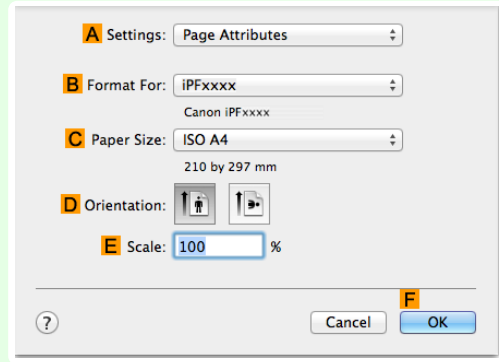 A Settings: Page Attributes
B Format For: iPFxxxx
Canon iPFxxxx
C Paper Size: ISO A4
210 by 297 mm
D Orientation:
E Scale: 100 %
F
? Cancel OK